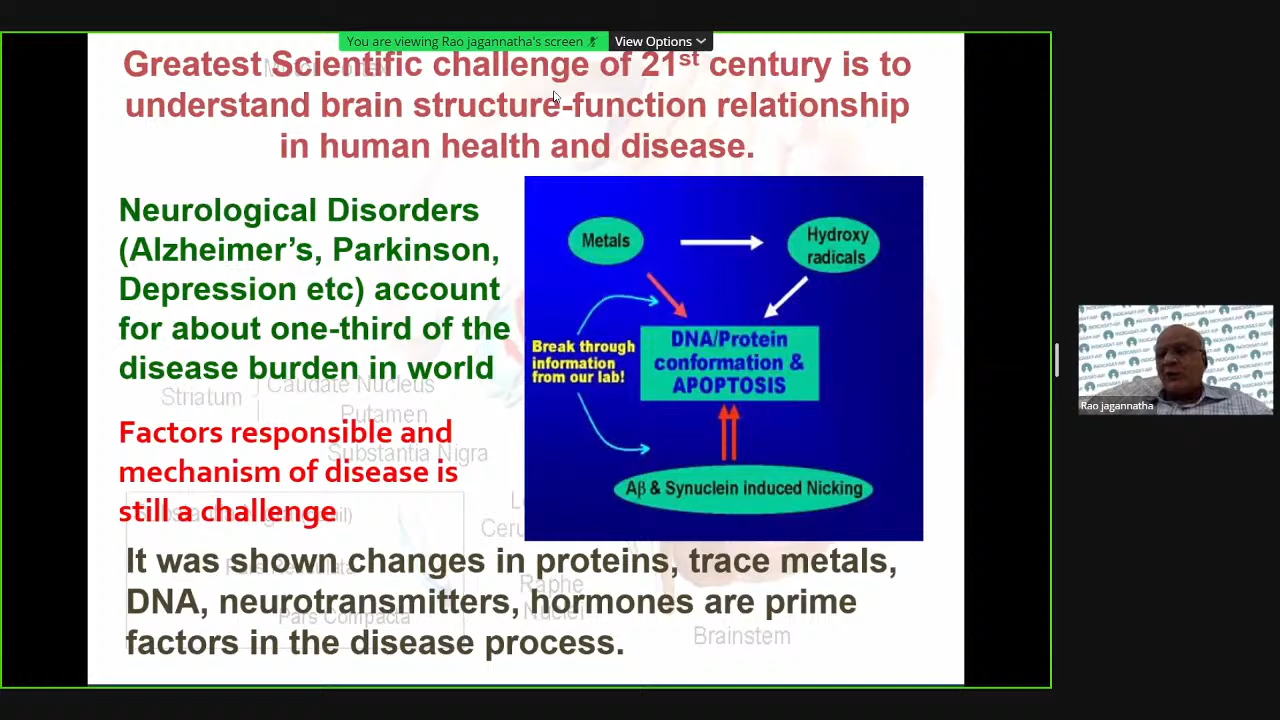 You are viewing Rao jagannatha's screen
View Options
Greatest Scientific challenge of 21st century is to
understand brain structure-function relationship
in human health and disease.
Neurological Disorders
(Alzheimer’s, Parkinson,
Depression etc) account
for about one-third of the
disease burden in world
Factors responsible and
mechanism of disease is
still a challenge
Metals
Hydroxy
radicals
Break through
information
from our lab!
DNA/Protein
conformation &
APOPTOSIS
Aβ & Synuclein induced Nicking
It was shown changes in proteins, trace metals,
DNA, neurotransmitters, hormones are prime
factors in the disease process.
Striatum
Caudate Nucleus
Putamen
Substantia Nigra
Raphe
Nuclei
Pars Compacta
Brainstem
INDICASAT-AIP
Rao jagannatha